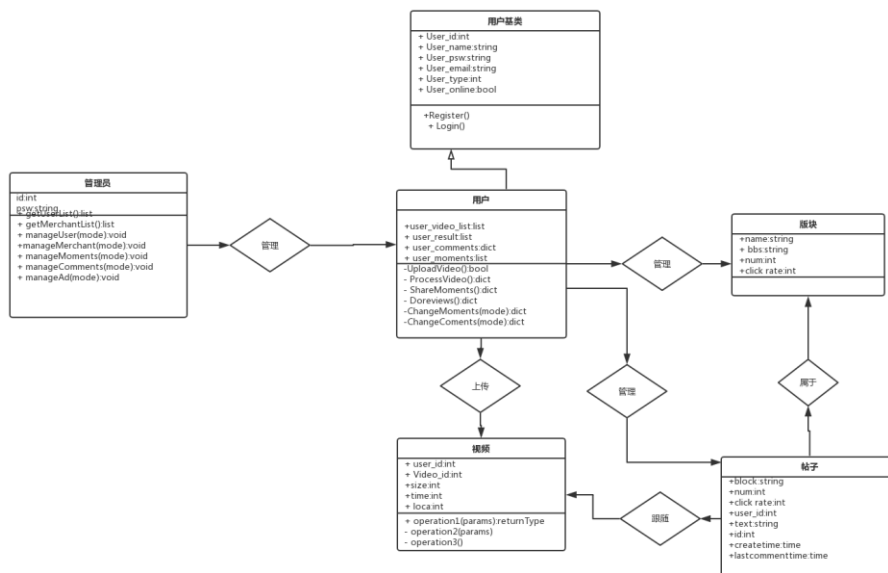 用户基类
+ User_id:int
+ User_name:string
+ User_psw:string
+ User_email:string
+ User_type:int
+ User_online:bool
+Register()
+ Login()
管理员
id:int
psw:string
+ getUserList():list
+ getMerchantList():list
+ manageUser(mode):void
+manageMerchant(mode):void
+ manageMoments(mode):void
+ manageComments(mode):void
+ manageAd(mode):void
管理
用户
+user_video_list:list
+ user_result:list
+ user_comments:dict
+ user_moments:list
-UploadVideo():bool
- ProcessVideo():dict
- ShareMoments():dict
- Doreviews():dict
-ChangeMoments(mode):dict
-ChangeComents(mode):dict
管理
版块
+name:string
+ bbs:string
+num:int
+click rate:int
上传
管理
属于
视频
+ user_id:int
+ Video_id:int
+size:int
+time:int
+ loca:int
+ operation1(params):returnType
- operation2(params)
- operation3()
跟随
帖子
+block:string
+num:int
+click rate:int
+user_id:int
+text:string
+id:int
+createtime:time
+lastcommenttime:time